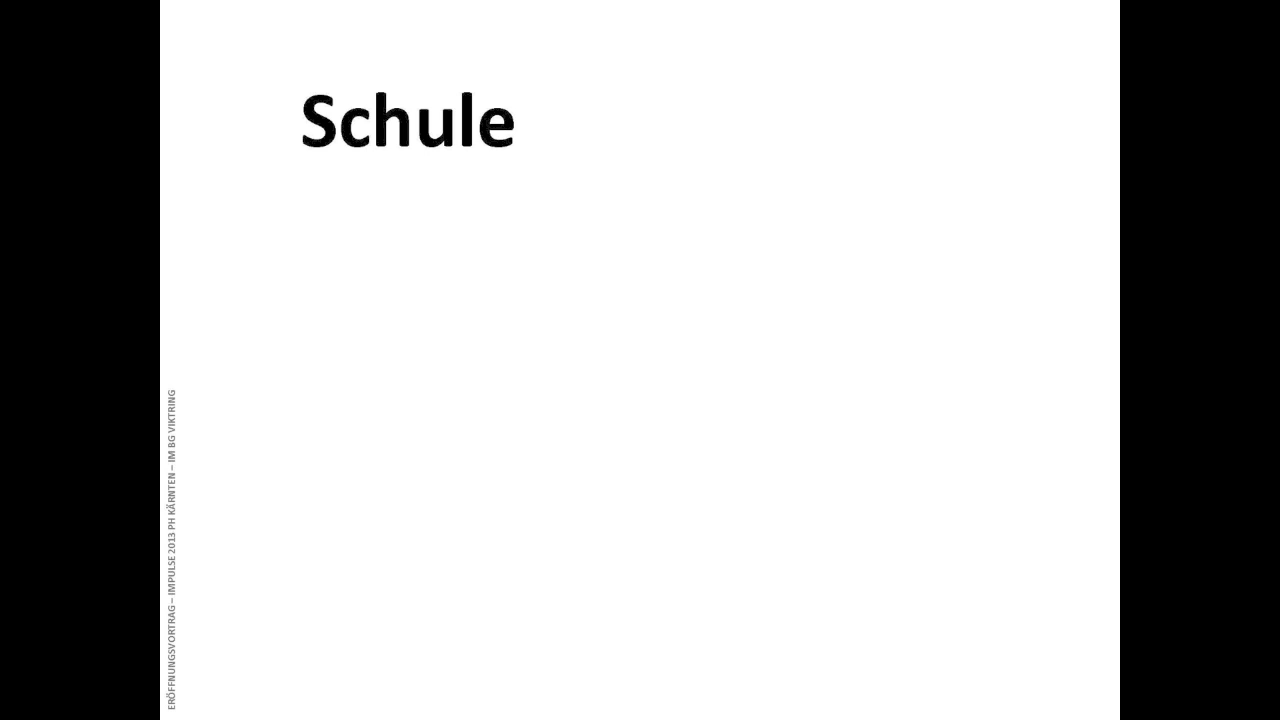 Schule
ERÖFFNUNGSVORTRAG – IMPULSE 2013 PH KÄRNTEN – IM BG VIKTRING